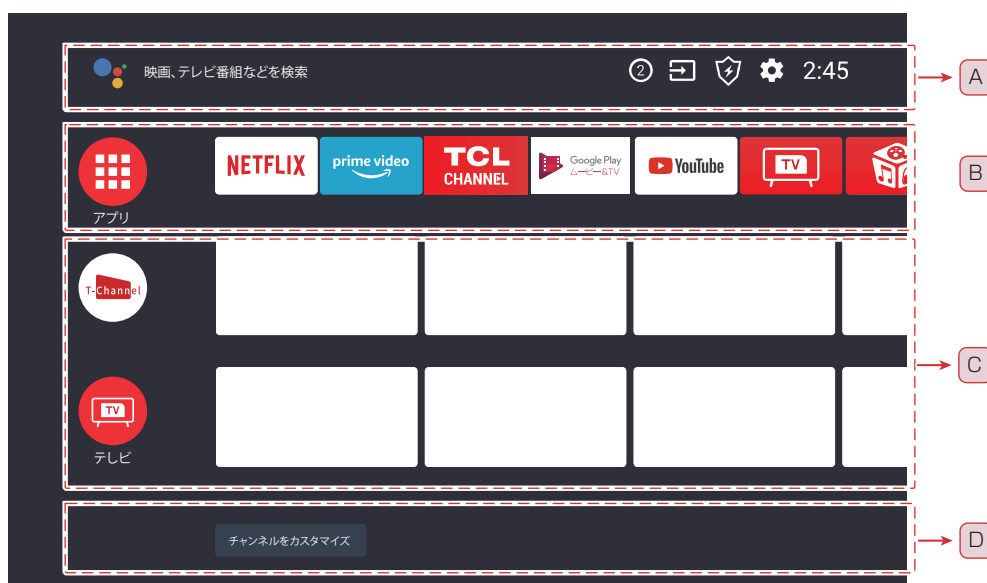 映画、テレビ番組などを検索
2
2:45
A
NETFLIX
prime video
TCL
CHANNEL
Google Play
ムービー&TV
YouTube
TV
B
アプリ
T-Channel
C
TV
テレビ
チャンネルをカスタマイズ
D